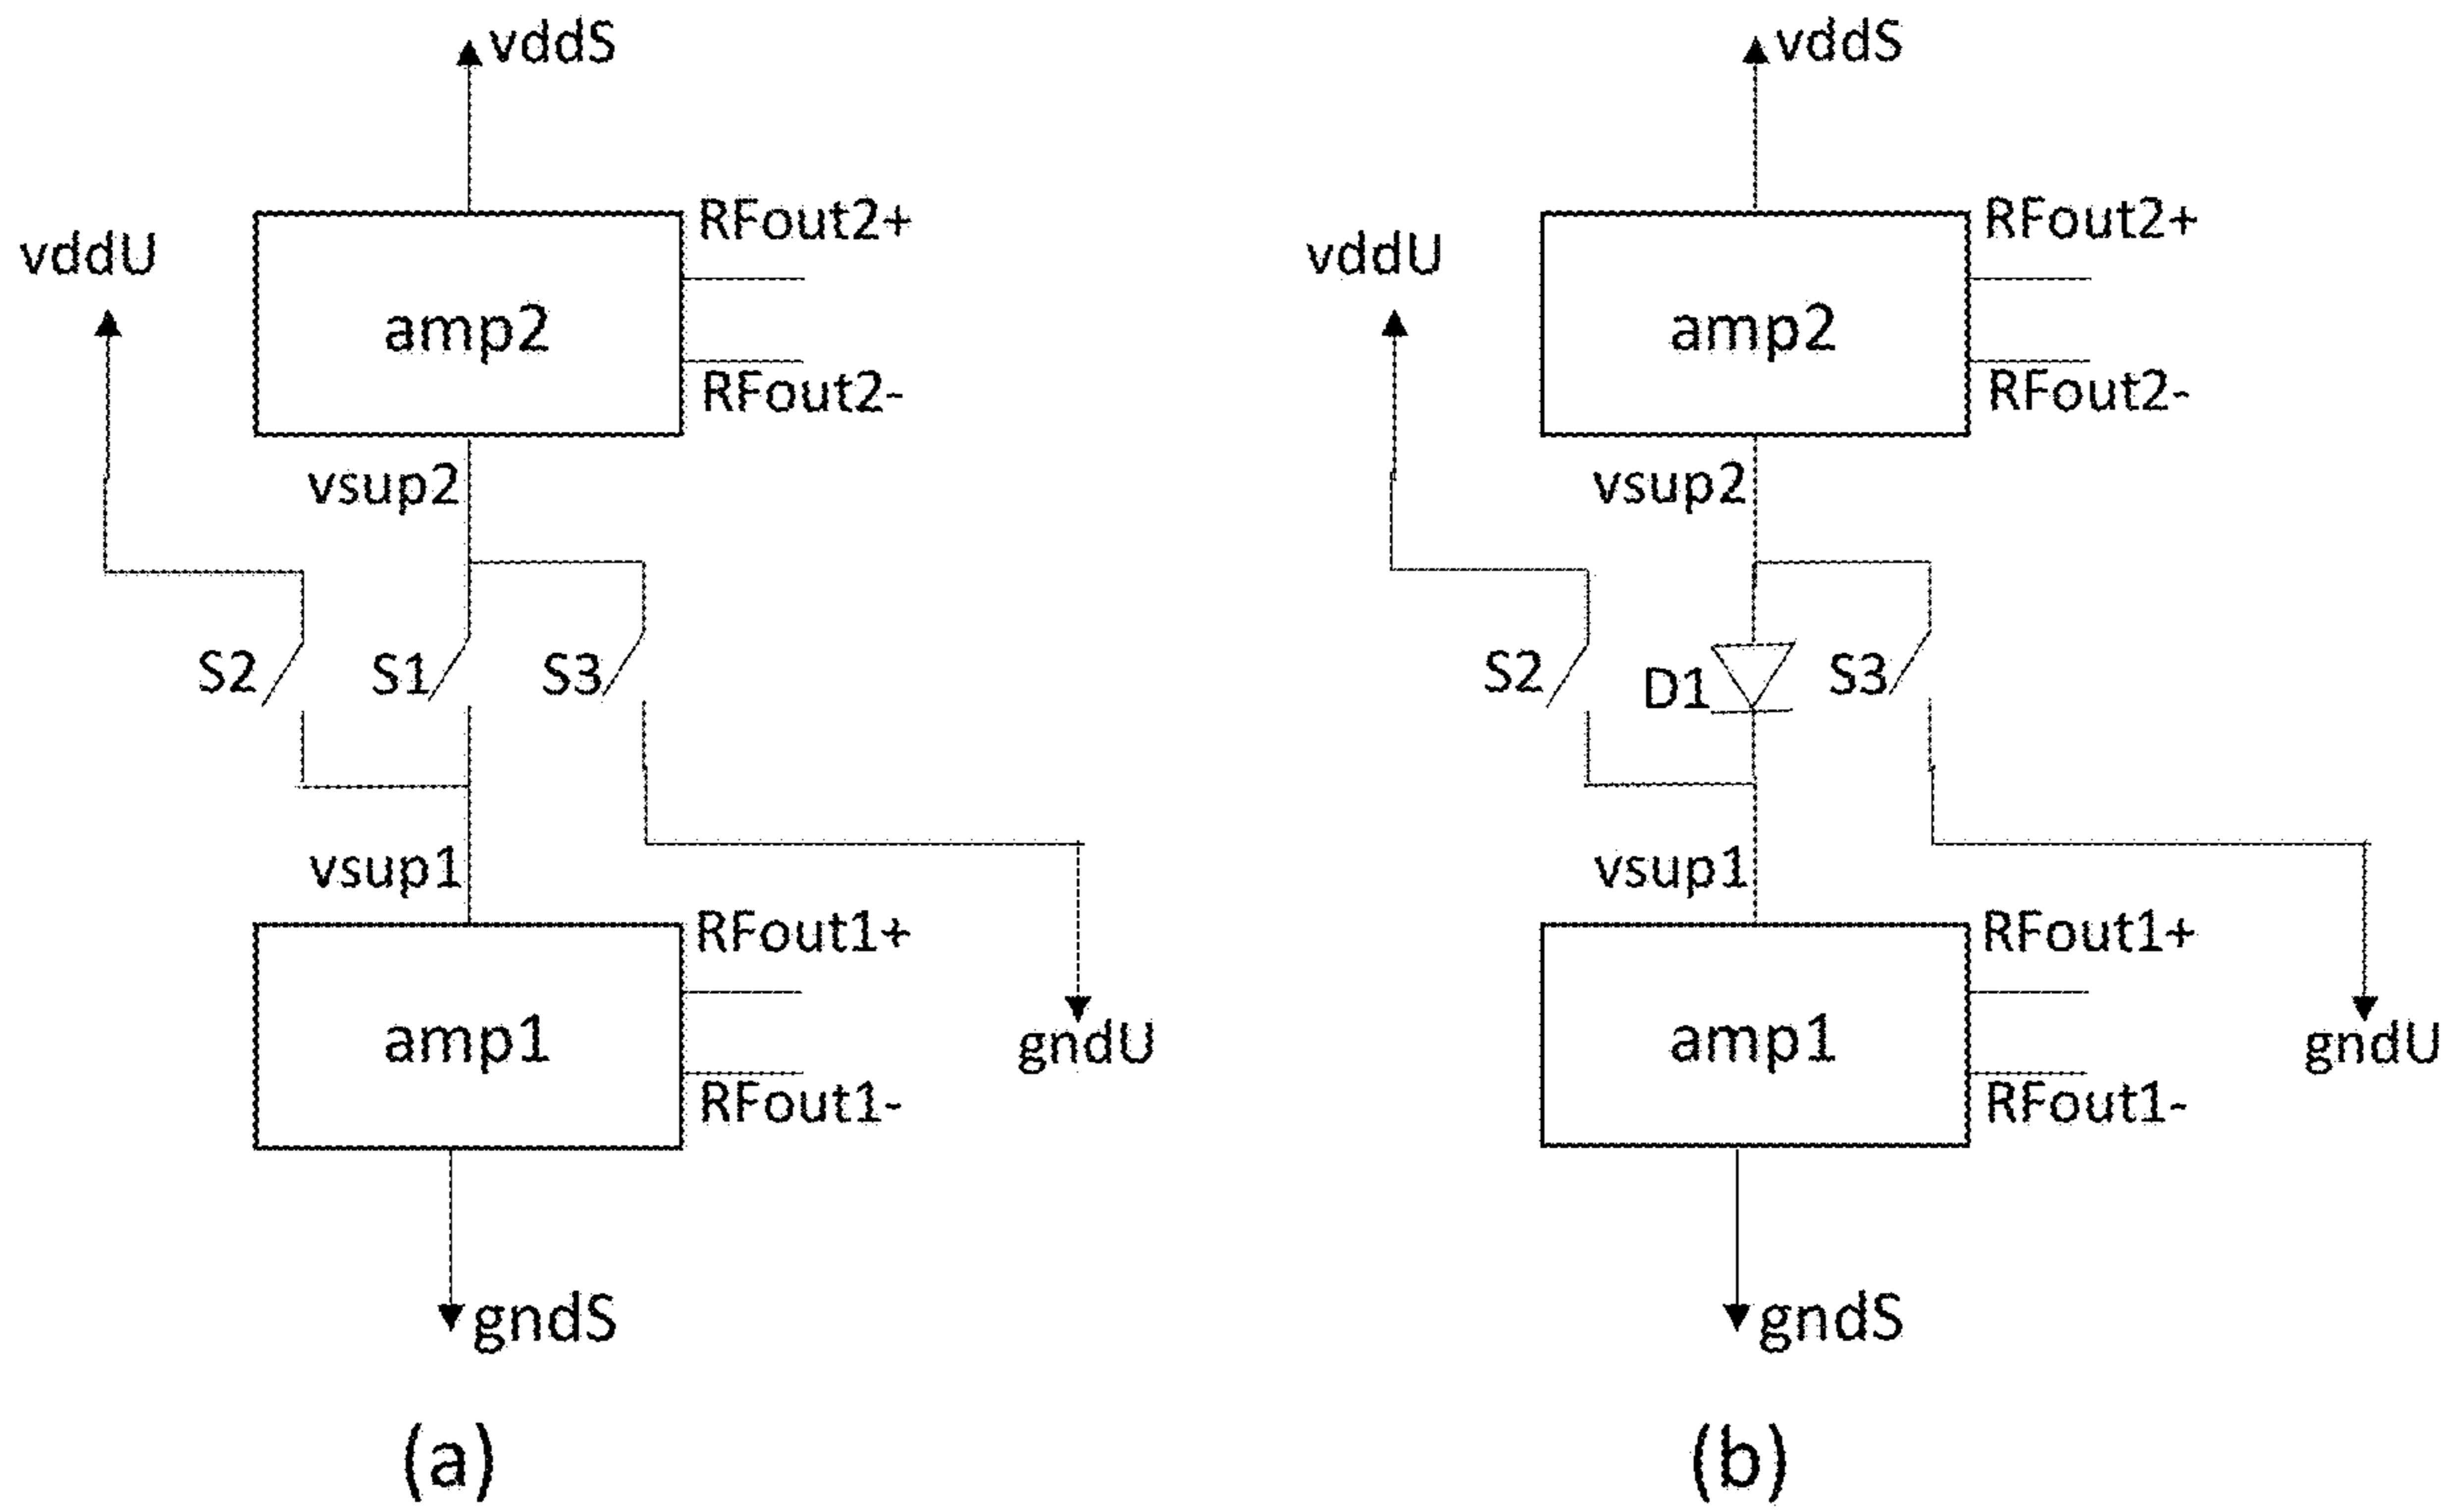 vddS
vddU
RFout2+
amp2
RFout2-
vsup2
S2
S1
S3
vsup1
RFout1+
amp1
gndU
RFout1-
gndS
(a)
vddS
vddU
RFout2+
amp2
RFout2-
vsup2
S2
D1
S3
vsup1
RFout1+
amp1
gndU
RFout1-
gndS
(b)